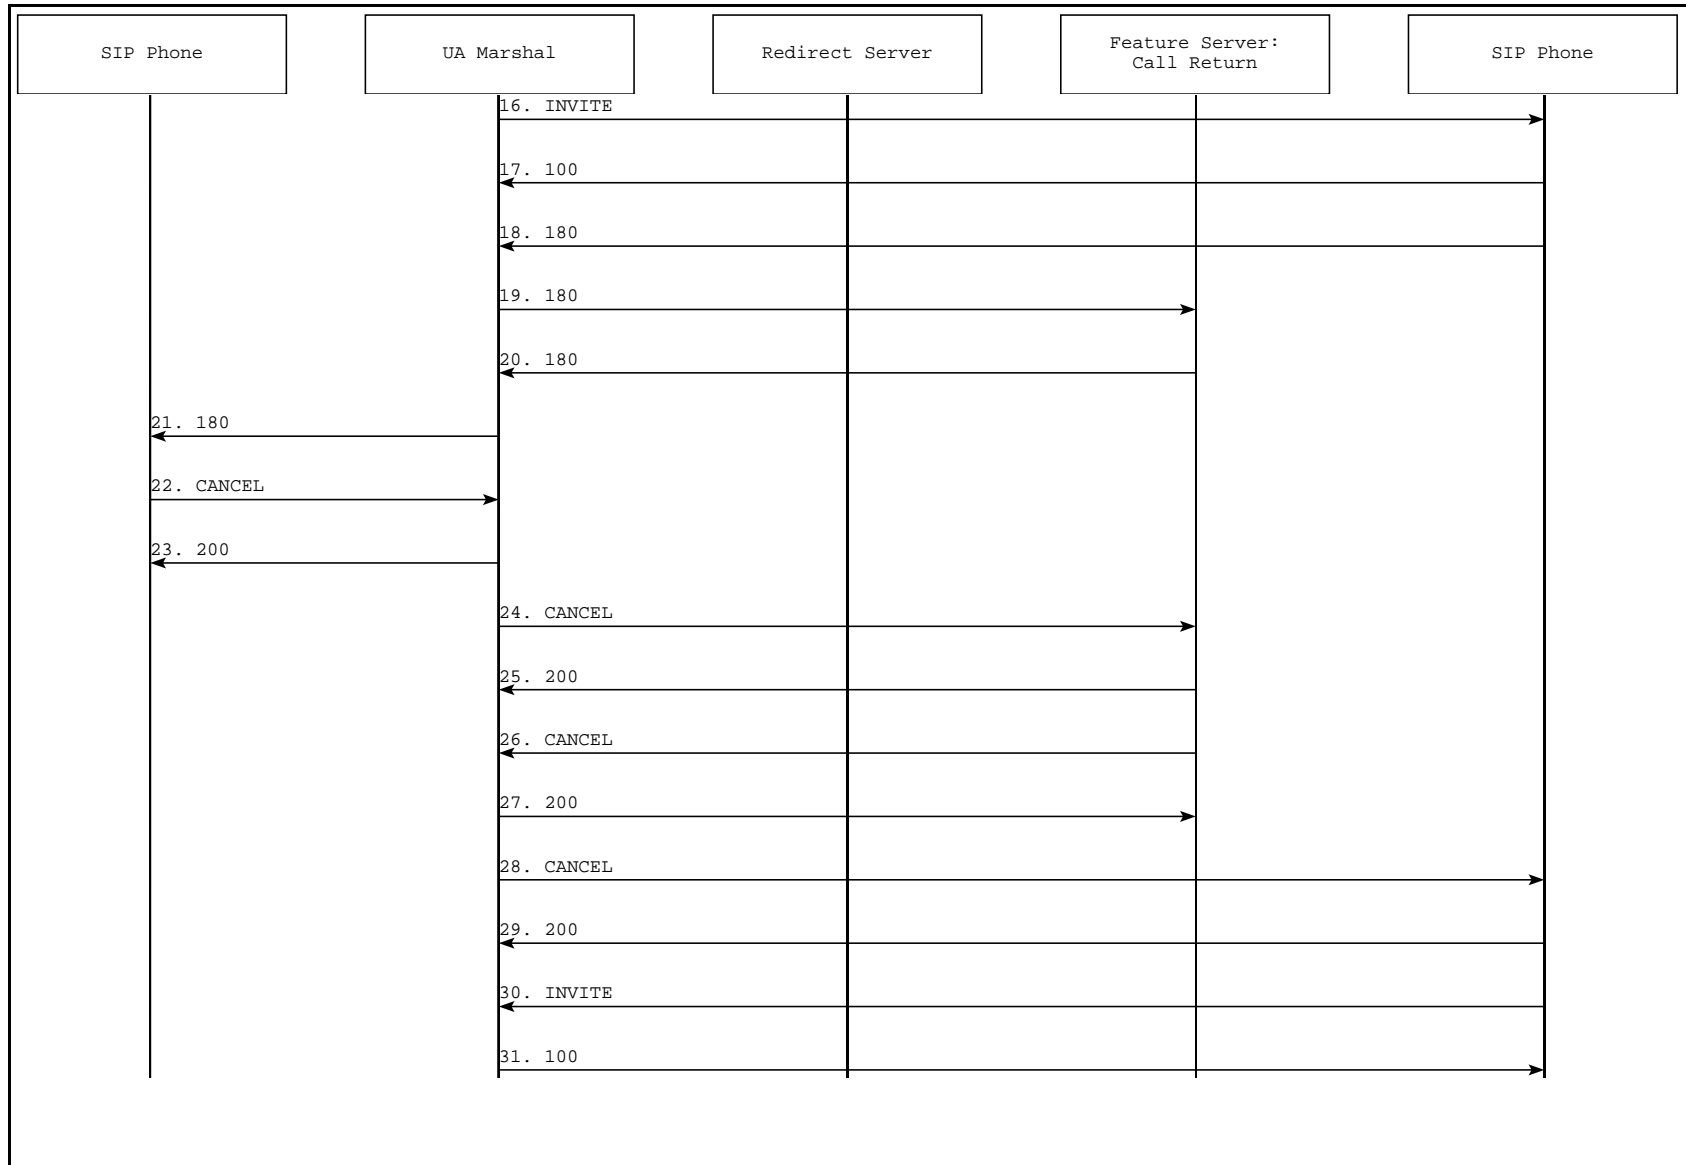 SIP Phone
UA Marshal
Redirect Server
Feature Server:
Call Return
SIP Phone
16. INVITE
17. 100
18. 180
19. 180
20. 180
21. 180
22. CANCEL
23. 200
24. CANCEL
25. 200
26. CANCEL
27. 200
28. CANCEL
29. 200
30. INVITE
31. 100